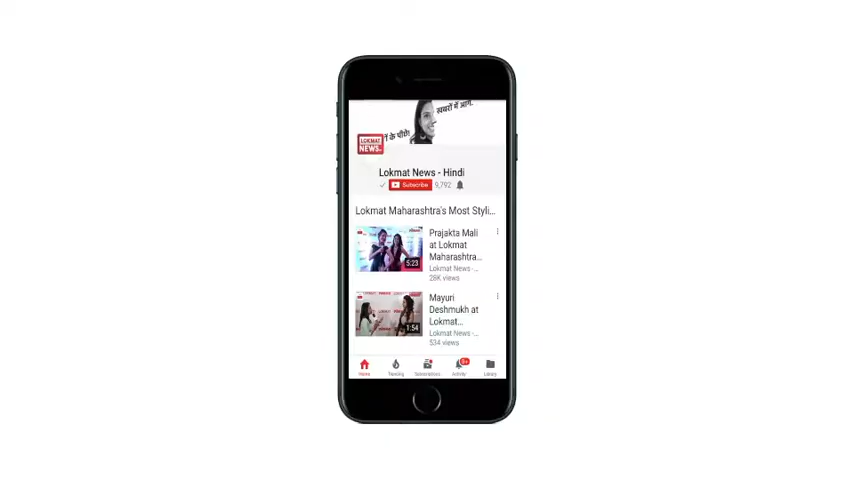 खबरों में आगे,
के पीछे!
LOKMAT
NEWS
Lokmat News - Hindi
Subscribe 9,792
Lokmat Maharashtra's Most Styli...
Prajakta Mali
at Lokmat
Maharashtra...
Lokmat News -...
28K views
5:23
Mayuri
Deshmukh at
Lokmat...
Lokmat News -...
534 views
1:54
Home Trending Subscriptions 9+ Activity Library